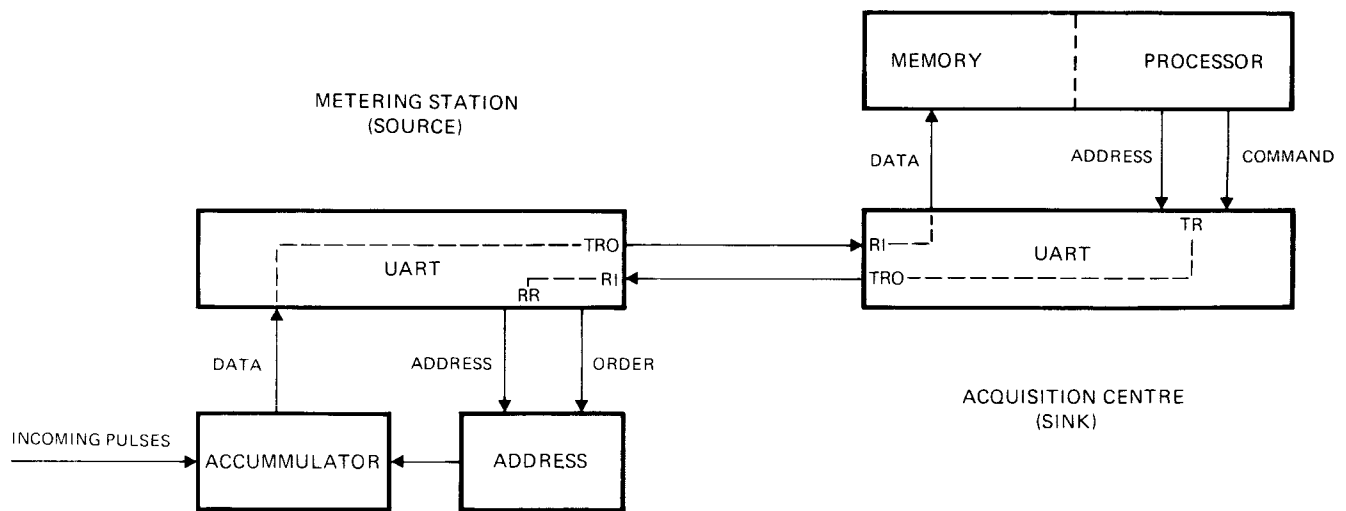 MEMORY
PROCESSOR
METERING STATION
(SOURCE)
DATA
ADDRESS
COMMAND
TRO
UART
RI
RR
RI
TRO
UART
TR
DATA
ADDRESS
ORDER
ACQUISITION CENTRE
(SINK)
INCOMING PULSES
ACCUMMULATOR
ADDRESS